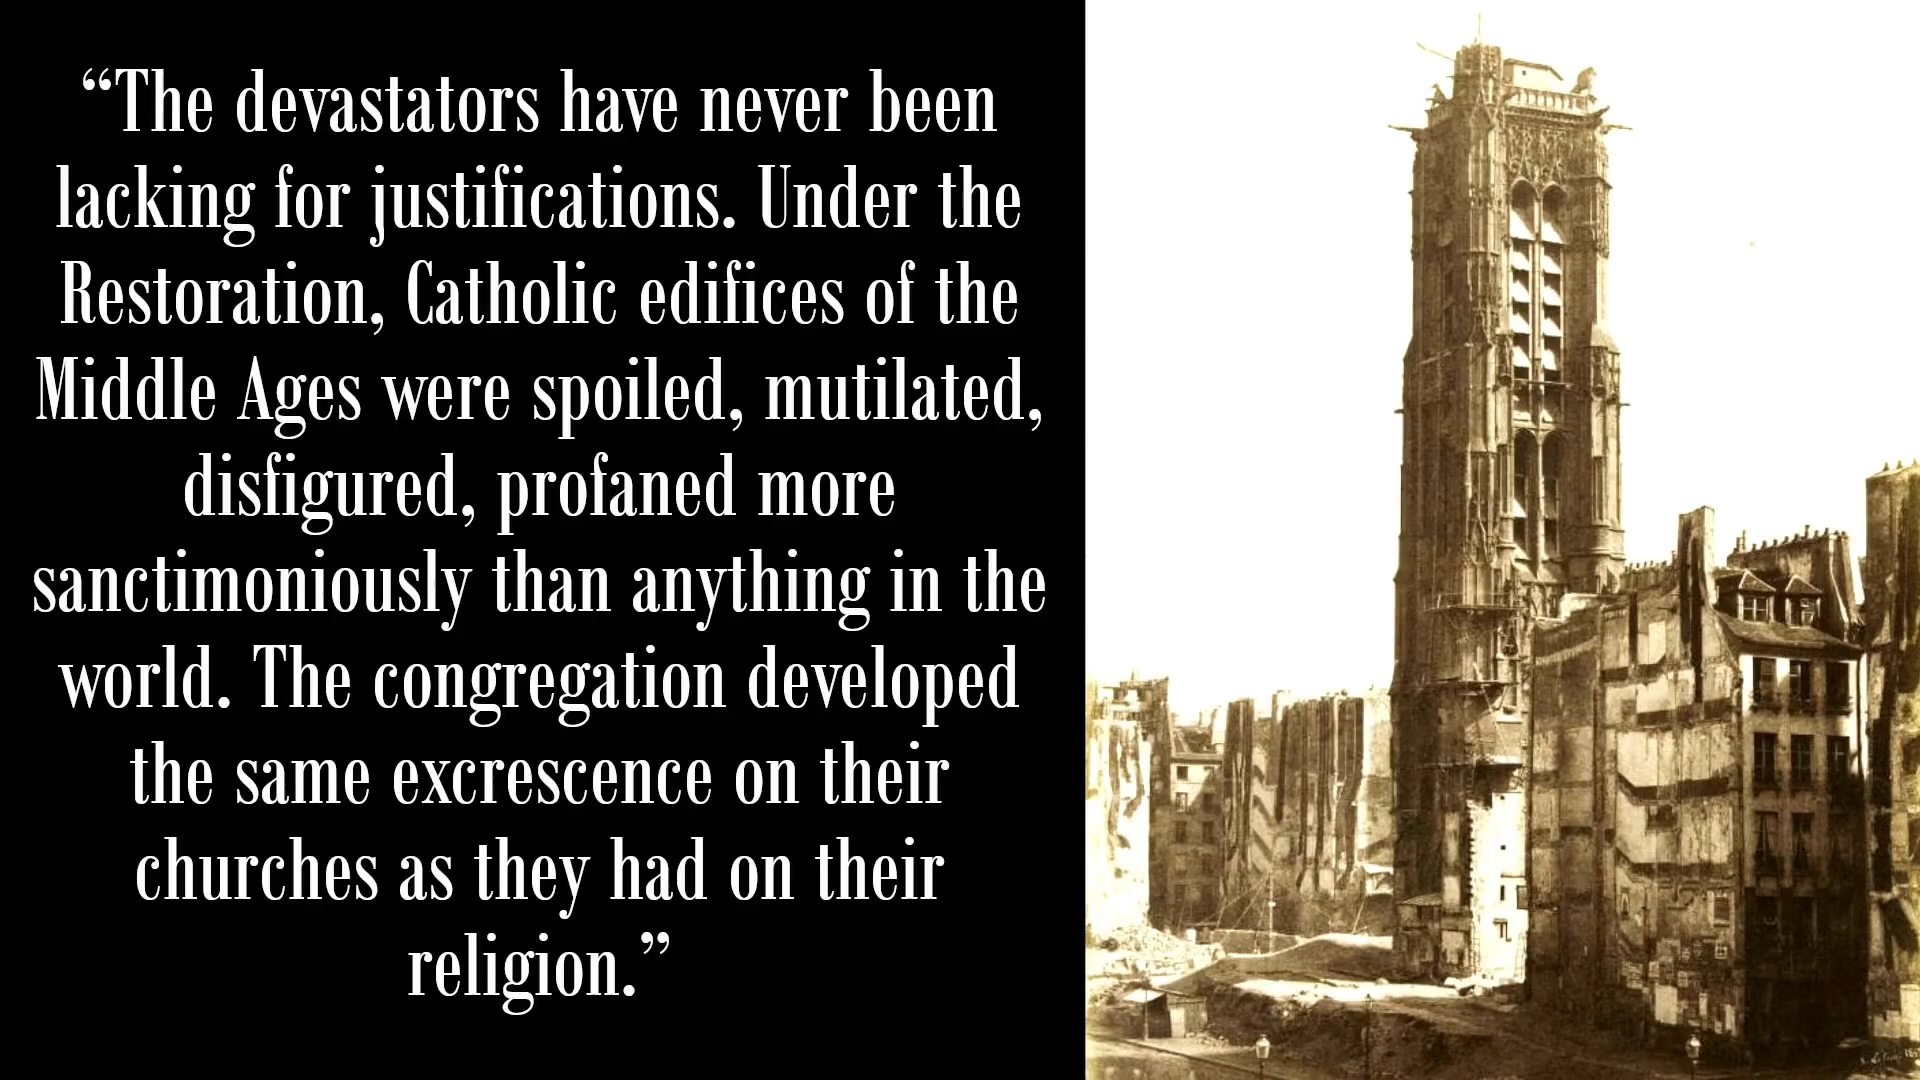 “The devastators have never been
lacking for justifications. Under the
Restoration, Catholic edifices of the
Middle Ages were spoiled, mutilated,
disfigured, profaned more
sanctimoniously than anything in the
world. The congregation developed
the same excrescence on their
churches as they had on their
religion.”